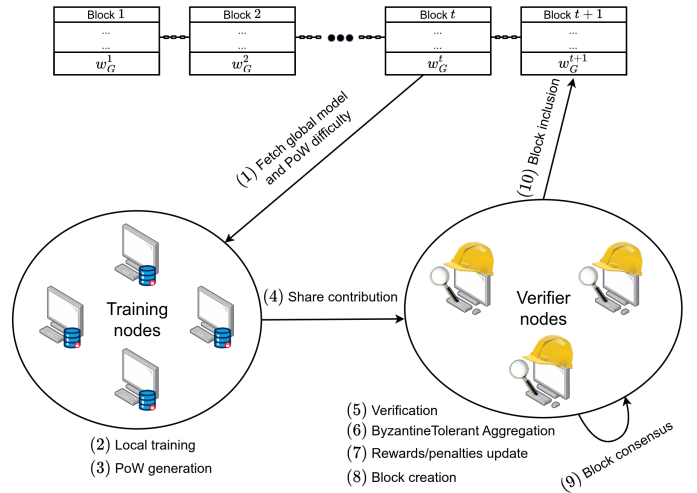 Block 1
Block 2
Block t
Block t + 1
...
...
...
...
...
...
...
...
w_G^1
w_G^2
w_G^t
w_G^{t+1}
(1) Fetch global model
and PoW difficulty
(10) Block inclusion
Training
nodes
(4) Share contribution
Verifier
nodes
(2) Local training
(3) PoW generation
(5) Verification
(6) ByzantineTolerant Aggregation
(7) Rewards/penalties update
(8) Block creation
(9) Block consensus